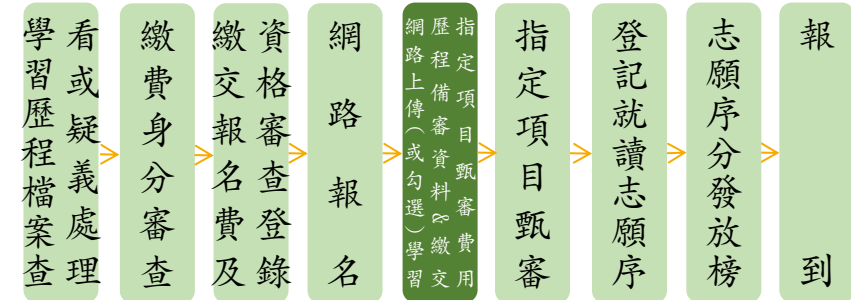 學習歷程檔案查
看或疑義處理
繳費身分審查
繳交報名費及
資格審查登錄
網路報名
網路上傳(或勾選)學習
歷程備審資料&繳交
指定項目甄審費用
指定項目甄審
登記就讀志願序
志願序分發放榜
報到